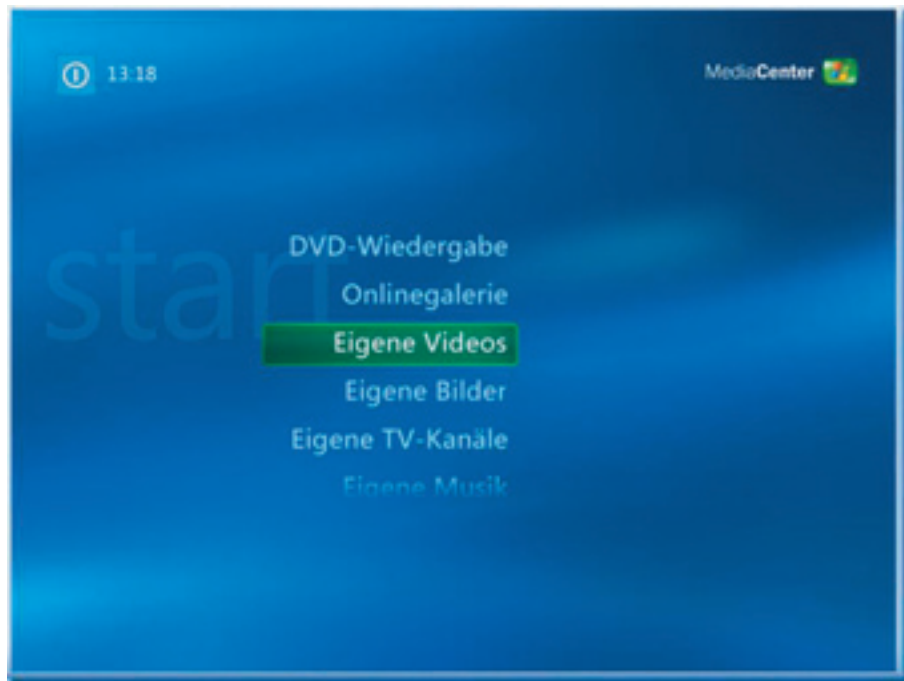 13:18
MediaCenter
start
DVD-Wiedergabe
Onlinegalerie
Eigene Videos
Eigene Bilder
Eigene TV-Kanäle
Eigene Musik